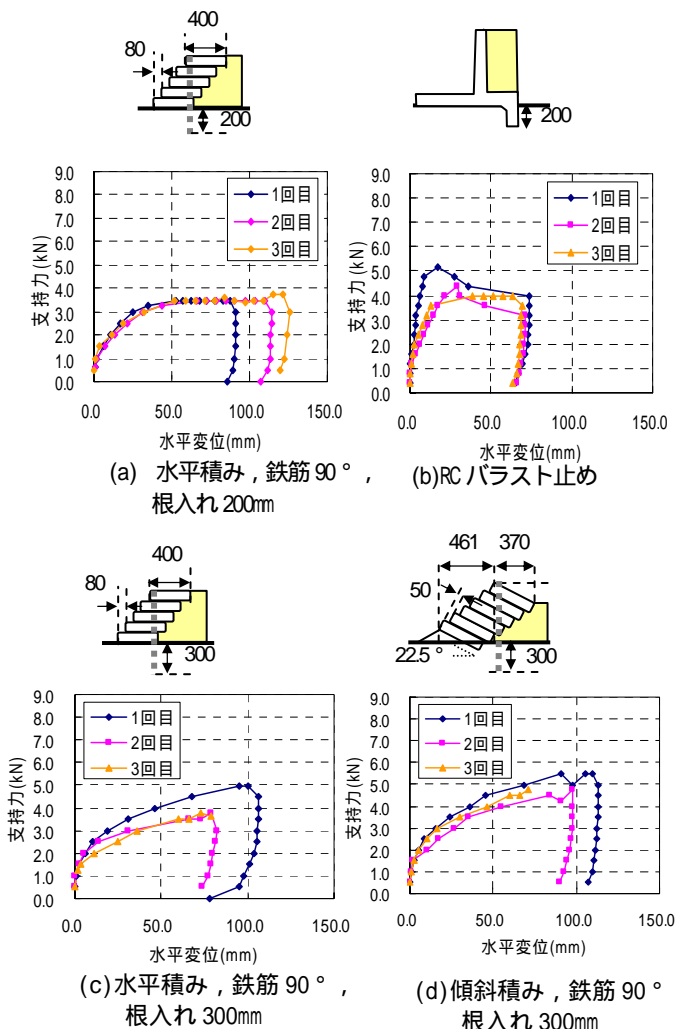 400
80
200
200
9.0
8.0
7.0
6.0
5.0
4.0
3.0
2.0
1.0
0.0
支持力(kN)
1回目
2回目
3回目
0.0 50.0 100.0 150.0
水平変位(mm)
(a) 水平積み，鉄筋 90°，
根入れ 200mm
9.0
8.0
7.0
6.0
5.0
4.0
3.0
2.0
1.0
0.0
支持力(kN)
1回目
2回目
3回目
0.0 50.0 100.0 150.0
水平変位(mm)
(b)RC バラスト止め
400
80
300
461 370
50
22.5°
300
9.0
8.0
7.0
6.0
5.0
4.0
3.0
2.0
1.0
0.0
支持力(kN)
1回目
2回目
3回目
0.0 50.0 100.0 150.0
水平変位(mm)
(c)水平積み，鉄筋 90°，
根入れ 300mm
9.0
8.0
7.0
6.0
5.0
4.0
3.0
2.0
1.0
0.0
支持力(kN)
1回目
2回目
3回目
0.0 50.0 100.0 150.0
水平変位(mm)
(d)傾斜積み，鉄筋 90°
根入れ 300mm